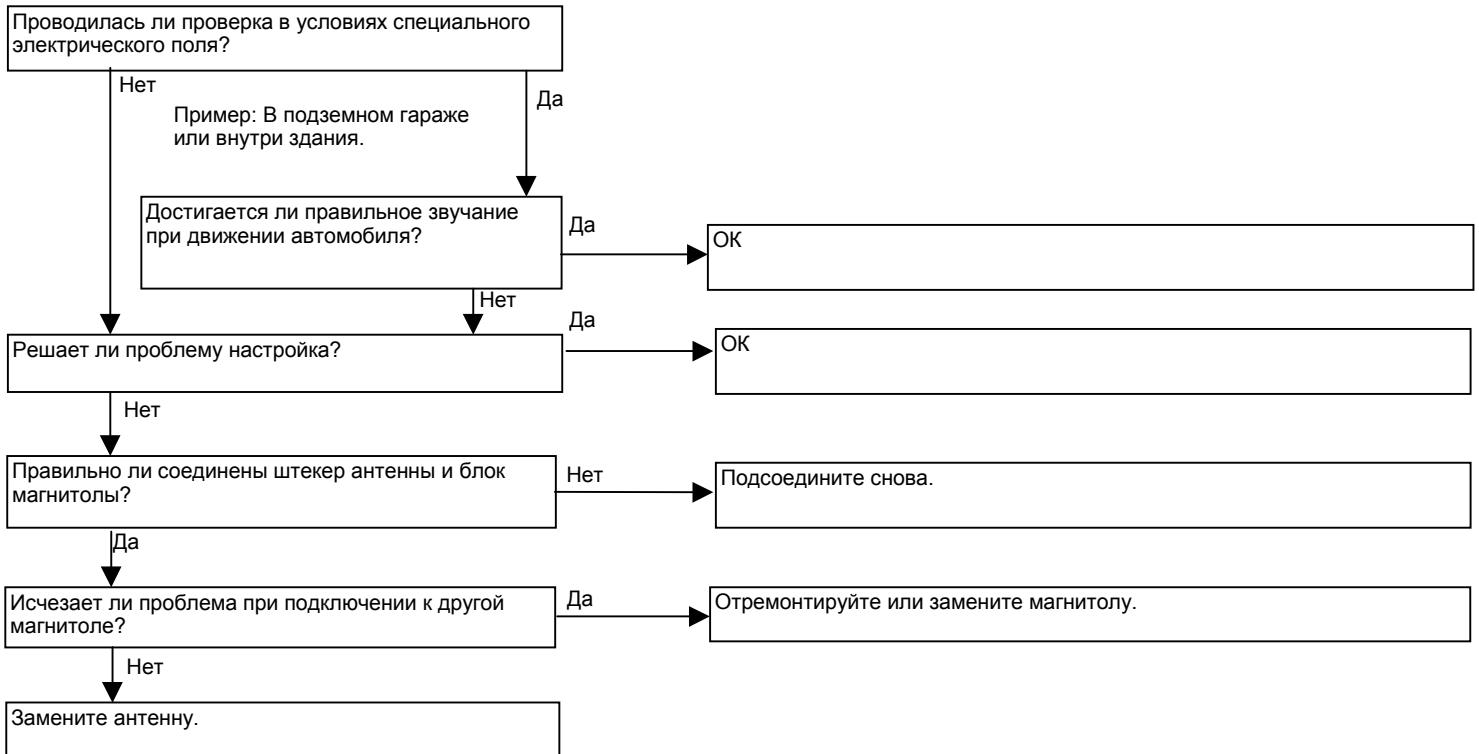 Проводилась ли проверка в условиях специального
электрического поля?
Нет
Да
Пример: В подземном гараже
или внутри здания.
Достигается ли правильное звучание
при движении автомобиля?
Да
ОК
Нет
Да
Решает ли проблему настройка?
ОК
Нет
Правильно ли соединены штекер антенны и блок
магнитолы?
Нет
Подсоедините снова.
Да
Исчезает ли проблема при подключении к другой
магнитоле?
Да
Отремонтируйте или замените магнитолу.
Нет
Замените антенну.